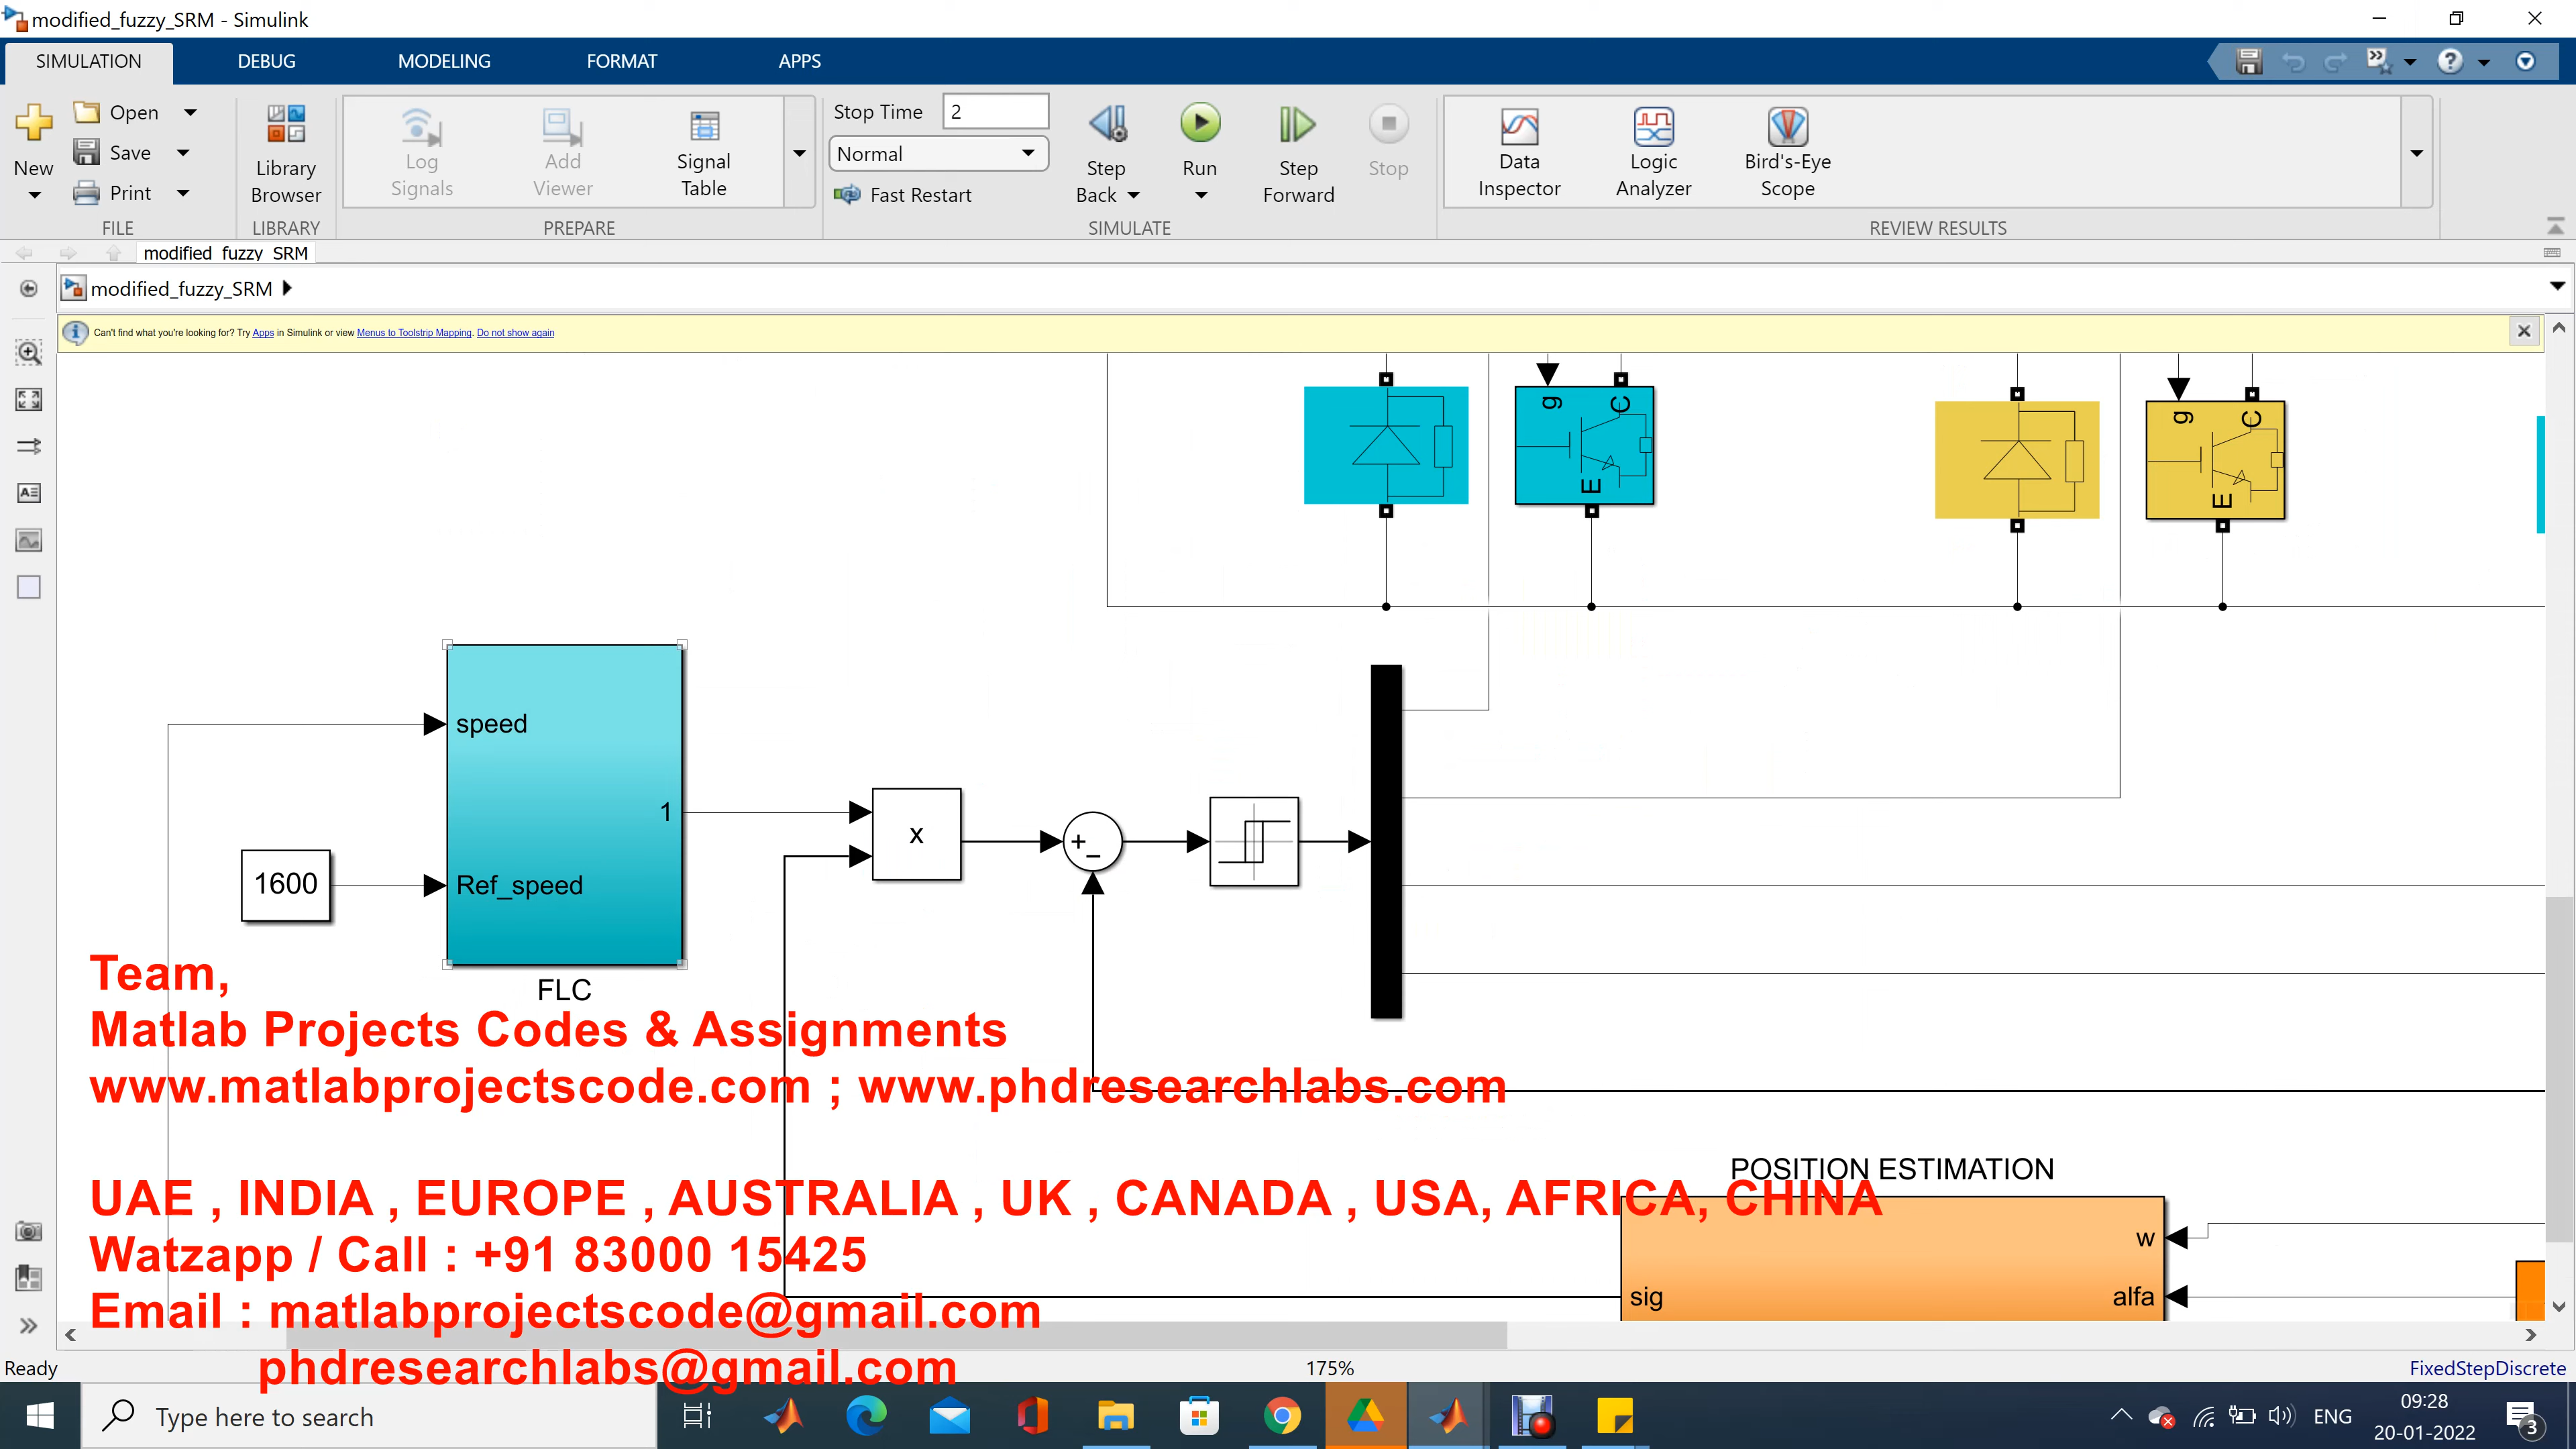 modified_fuzzy_SRM - Simulink
SIMULATION DEBUG MODELING FORMAT APPS
New
Open
Save
Print
FILE
Library Browser
LIBRARY
Log Signals
Add Viewer
Signal Table
PREPARE
Stop Time 2
Normal
Fast Restart
Step Back
Run
Step Forward
Stop
SIMULATE
Data Inspector
Logic Analyzer
Bird's-Eye Scope
REVIEW RESULTS
modified_fuzzy_SRM
modified_fuzzy_SRM
Can't find what you're looking for? Try Apps in Simulink or view Menus to Toolstrip Mapping. Do not show again
g C
E
g C
E
speed
1
1600
Ref_speed
x
+
−
FLC
Team,
Matlab Projects Codes & Assignments
www.matlabprojectscode.com ; www.phdresearchlabs.com
POSITION ESTIMATION
UAE , INDIA , EUROPE , AUSTRALIA , UK , CANADA , USA, AFRICA, CHINA
w
Watzapp / Call : +91 83000 15425
sig
alfa
Email : matlabprojectscode@gmail.com
phdresearchlabs@gmail.com
Ready 175% FixedStepDiscrete
Type here to search
ENG
09:28
20-01-2022
3